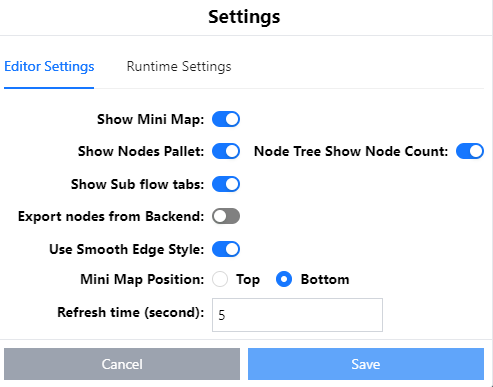 Settings
Editor Settings Runtime Settings
Show Mini Map:
Show Nodes Pallet: Node Tree Show Node Count:
Show Sub flow tabs:
Export nodes from Backend:
Use Smooth Edge Style:
Mini Map Position: Top Bottom
Refresh time (second): 5
Cancel Save